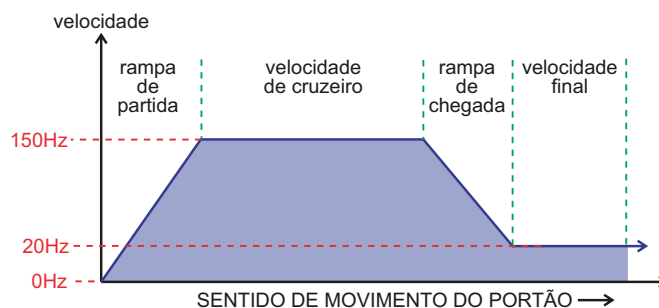 velocidade
rampa
de
partida
velocidade
de cruzeiro
rampa
de
chegada
velocidade
final
150Hz
20Hz
0Hz
SENTIDO DE MOVIMENTO DO PORTÃO